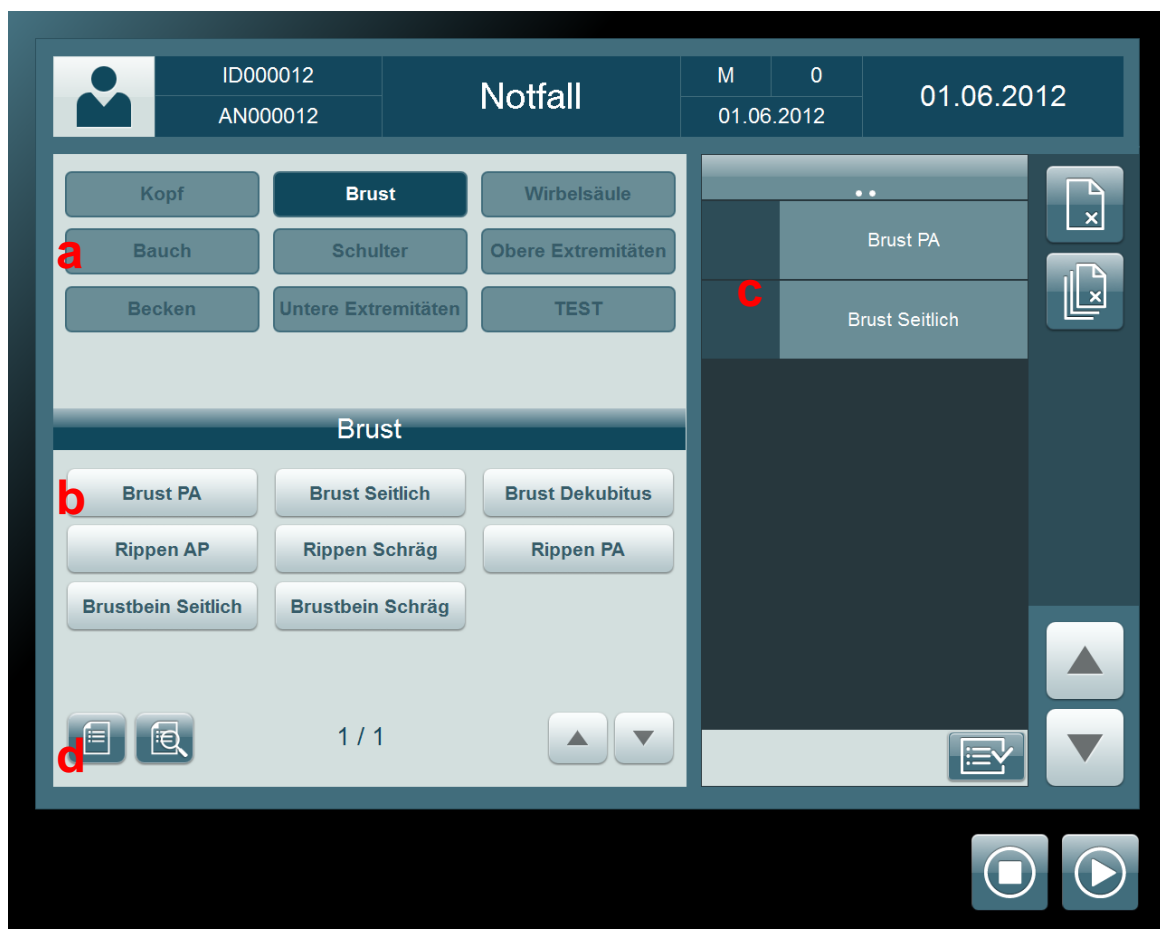 ID000012
AN000012
Notfall
M 0
01.06.2012
01.06.2012
Kopf Brust Wirbelsäule
a
Bauch Schulter Obere Extremitäten
Becken Untere Extremitäten TEST
..
Brust PA
c
Brust Seitlich
Brust
b
Brust PA Brust Seitlich Brust Dekubitus
Rippen AP Rippen Schräg Rippen PA
Brustbein Seitlich Brustbein Schräg
d
1 / 1